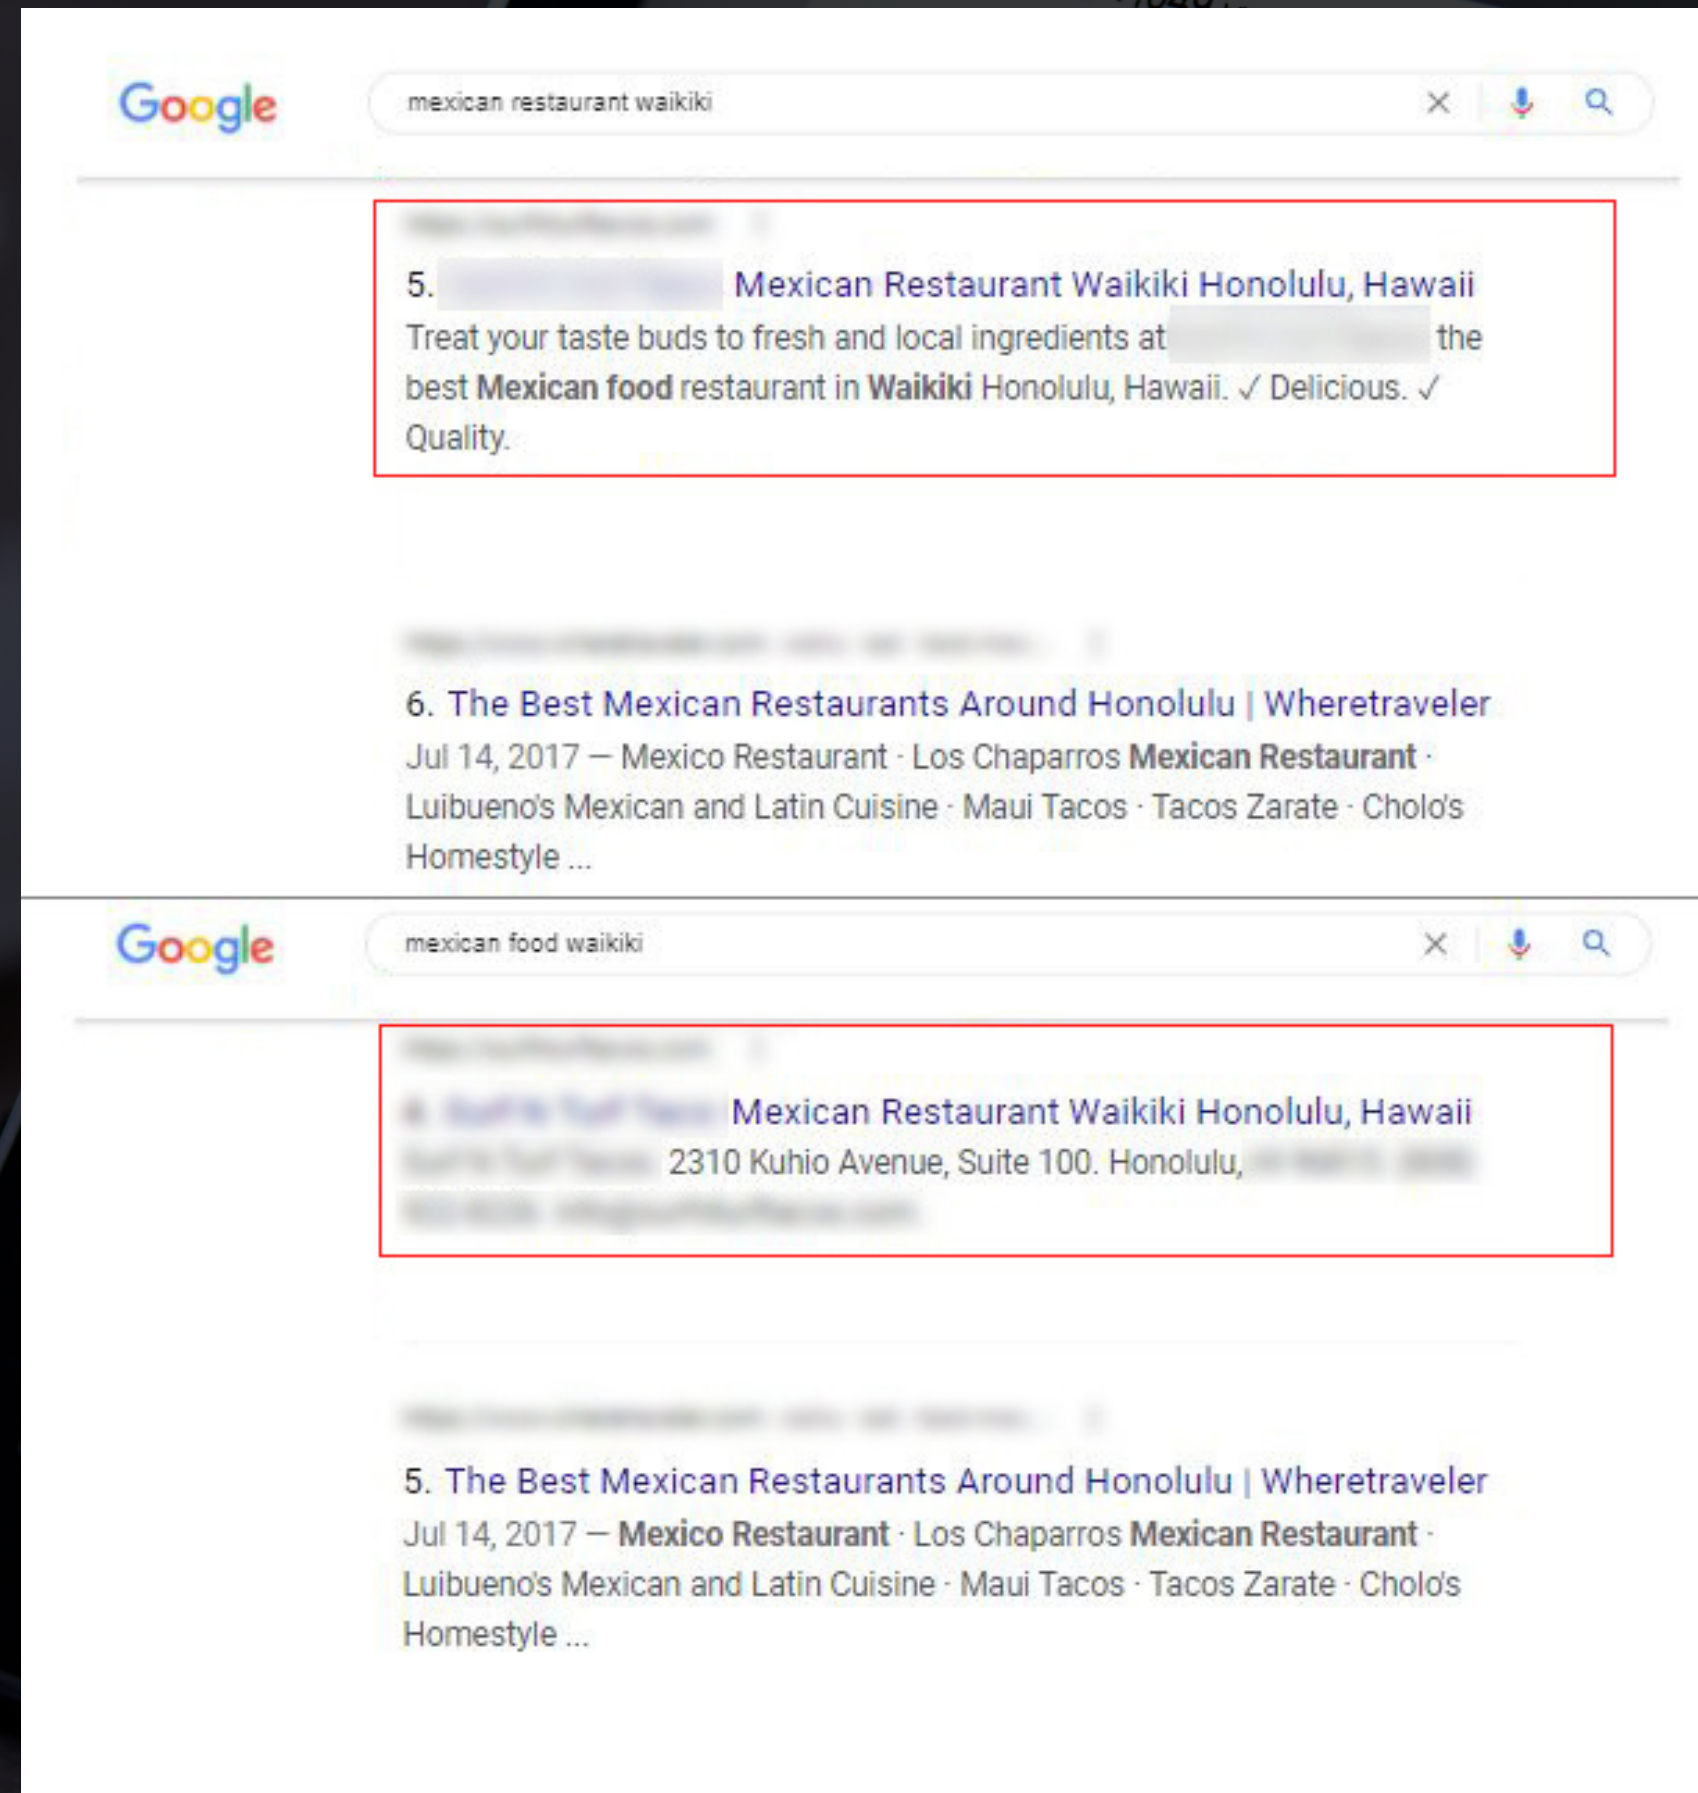 Google
mexican restaurant waikiki
5. Mexican Restaurant Waikiki Honolulu, Hawaii
Treat your taste buds to fresh and local ingredients at the
best Mexican food restaurant in Waikiki Honolulu, Hawaii. ✓ Delicious. ✓
Quality.
6. The Best Mexican Restaurants Around Honolulu | Wheretraveler
Jul 14, 2017 — Mexico Restaurant · Los Chaparros Mexican Restaurant ·
Luibueno's Mexican and Latin Cuisine · Maui Tacos · Tacos Zarate · Cholo's
Homestyle ...
Google
mexican food waikiki
Mexican Restaurant Waikiki Honolulu, Hawaii
2310 Kuhio Avenue, Suite 100. Honolulu,
5. The Best Mexican Restaurants Around Honolulu | Wheretraveler
Jul 14, 2017 — Mexico Restaurant · Los Chaparros Mexican Restaurant ·
Luibueno's Mexican and Latin Cuisine · Maui Tacos · Tacos Zarate · Cholo's
Homestyle ...